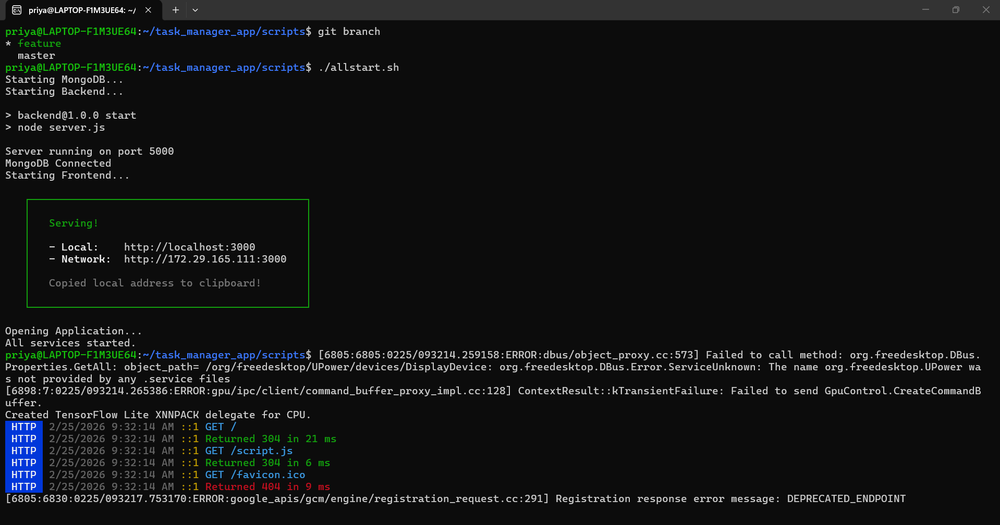 priya@LAPTOP-F1M3UE64: ~/
priya@LAPTOP-F1M3UE64:~/task_manager_app/scripts$ git branch
* feature
  master
priya@LAPTOP-F1M3UE64:~/task_manager_app/scripts$ ./allstart.sh
Starting MongoDB...
Starting Backend...
> backend@1.0.0 start
> node server.js
Server running on port 5000
MongoDB Connected
Starting Frontend...
Serving!
- Local:    http://localhost:3000
- Network:  http://172.29.165.111:3000
Copied local address to clipboard!
Opening Application...
All services started.
priya@LAPTOP-F1M3UE64:~/task_manager_app/scripts$ [6805:6805:0225/093214.259158:ERROR:dbus/object_proxy.cc:573] Failed to call method: org.freedesktop.DBus.
Properties.GetAll: object_path= /org/freedesktop/UPower/devices/DisplayDevice: org.freedesktop.DBus.Error.ServiceUnknown: The name org.freedesktop.UPower wa
s not provided by any .service files
[6898:7:0225/093214.265386:ERROR:gpu/ipc/client/command_buffer_proxy_impl.cc:128] ContextResult::kTransientFailure: Failed to send GpuControl.CreateCommandB
uffer.
Created TensorFlow Lite XNNPACK delegate for CPU.
HTTP 2/25/2026 9:32:14 AM ::1 GET /
HTTP 2/25/2026 9:32:14 AM ::1 Returned 304 in 21 ms
HTTP 2/25/2026 9:32:14 AM ::1 GET /script.js
HTTP 2/25/2026 9:32:14 AM ::1 Returned 304 in 6 ms
HTTP 2/25/2026 9:32:14 AM ::1 GET /favicon.ico
HTTP 2/25/2026 9:32:14 AM ::1 Returned 404 in 9 ms
[6805:6830:0225/093217.753170:ERROR:google_apis/gcm/engine/registration_request.cc:291] Registration response error message: DEPRECATED_ENDPOINT